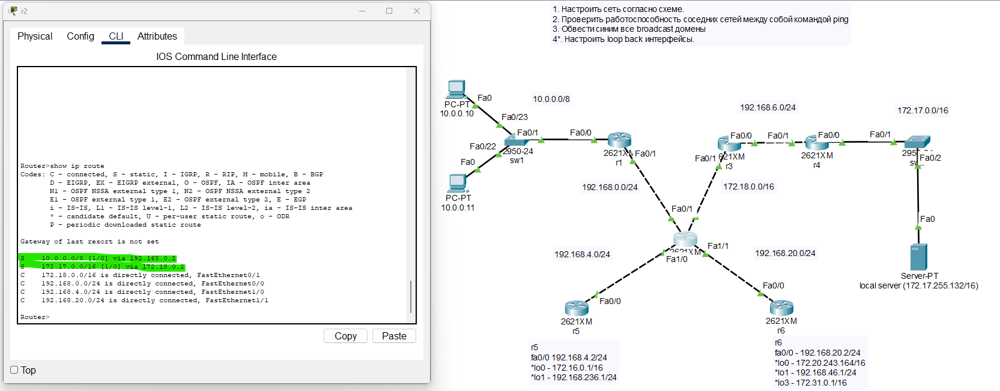 r2
Physical Config CLI Attributes
IOS Command Line Interface
Router>show ip route
Codes: C - connected, S - static, I - IGRP, R - RIP, M - mobile, B - BGP
D - EIGRP, EX - EIGRP external, O - OSPF, IA - OSPF inter area
N1 - OSPF NSSA external type 1, N2 - OSPF NSSA external type 2
E1 - OSPF external type 1, E2 - OSPF external type 2, E - EGP
i - IS-IS, L1 - IS-IS level-1, L2 - IS-IS level-2, ia - IS-IS inter area
* - candidate default, U - per-user static route, o - ODR
P - periodic downloaded static route
Gateway of last resort is not set
S 10.0.0.0/8 [1/0] via 192.168.0.2
S 172.17.0.0/16 [1/0] via 172.18.0.2
C 172.18.0.0/16 is directly connected, FastEthernet0/1
C 192.168.0.0/24 is directly connected, FastEthernet0/0
C 192.168.4.0/24 is directly connected, FastEthernet1/0
C 192.168.20.0/24 is directly connected, FastEthernet1/1
Router>
Copy Paste
Top
1. Настроить сеть согласно схеме.
2. Проверить работоспособность соседних сетей между собой командой ping
3. Обвести синим все broadcast домены
4*. Настроить loop back интерфейсы.
Fa0
PC-PT
10.0.0.10
Fa0/23
10.0.0.0/8
Fa0/1
Fa0/0
Fa0/22
2950-24
sw1
Fa0
PC-PT
10.0.0.11
2621XM
r1
Fa0/1
192.168.0.0/24
192.168.6.0/24
172.17.0.0/16
Fa0/0
Fa0/1
Fa0/0
Fa0/1
Fa0/1
621XM
r3
2621XM
r4
295
sw
Fa0/2
172.18.0.0/16
Fa0/1
Fa0
192.168.4.0/24
2621XM
Fa1/1
Fa1/0
192.168.20.0/24
Server-PT
local server (172.17.255.132/16)
Fa0/0
Fa0/0
2621XM
r5
2621XM
r6
r5
fa0/0 192.168.4.2/24
*lo0 - 172.16.0.1/16
*lo1 - 192.168.236.1/24
r6
fa0/0 - 192.168.20.2/24
*lo0 - 172.20.243.164/16
*lo1 - 192.168.46.1/24
*lo3 - 172.31.0.1/16